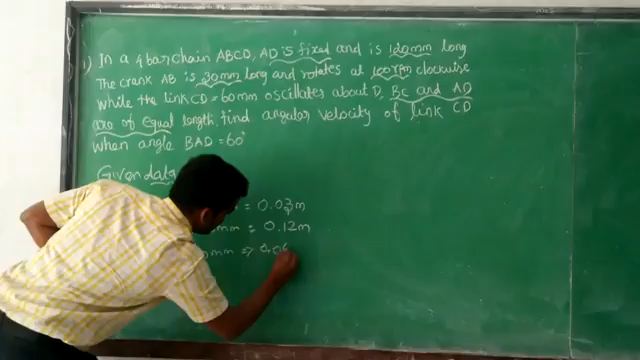 1) In a 4 bar chain ABCD, AD is fixed and is 120mm long
The crank AB is 30mm long and rotates at 100rpm clockwise
while the link CD = 60mm oscillates about D, BC and AD
are of equal length, find angular velocity of link CD
when angle BAD = 60°
Given data
= 0.03m
mm = 0.12m
mm ⇒ 0.06